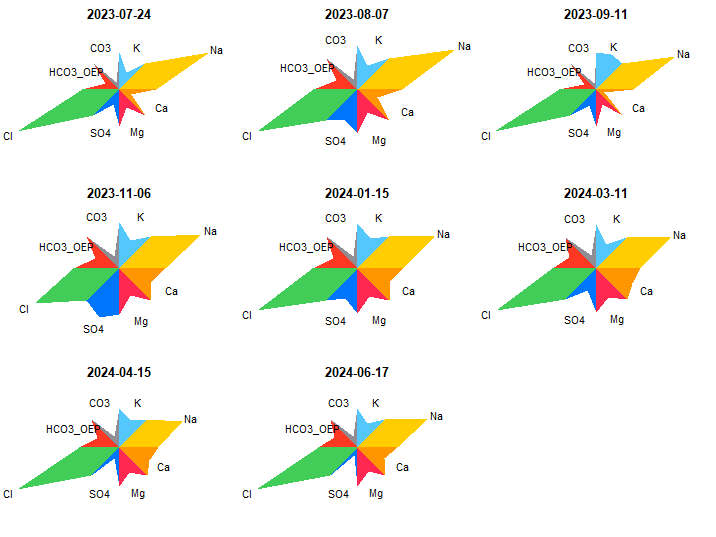 2023-07-24
2023-08-07
2023-09-11
CO3
K
Na
HCO3_OEP
Ca
Cl
SO4
Mg
CO3
K
Na
HCO3_OEP
Ca
Cl
SO4
Mg
CO3
K
Na
HCO3_OEP
Ca
Cl
SO4
Mg
2023-11-06
2024-01-15
2024-03-11
CO3
K
Na
HCO3_OEP
Ca
Cl
SO4
Mg
CO3
K
Na
HCO3_OEP
Ca
Cl
SO4
Mg
CO3
K
Na
HCO3_OEP
Ca
Cl
SO4
Mg
2024-04-15
2024-06-17
CO3
K
Na
HCO3_OEP
Ca
Cl
SO4
Mg
CO3
K
Na
HCO3_OEP
Ca
Cl
SO4
Mg